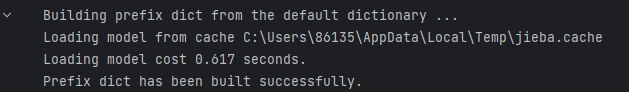 Building prefix dict from the default dictionary ...
Loading model from cache C:\Users\86135\AppData\Local\Temp\jieba.cache
Loading model cost 0.617 seconds.
Prefix dict has been built successfully.